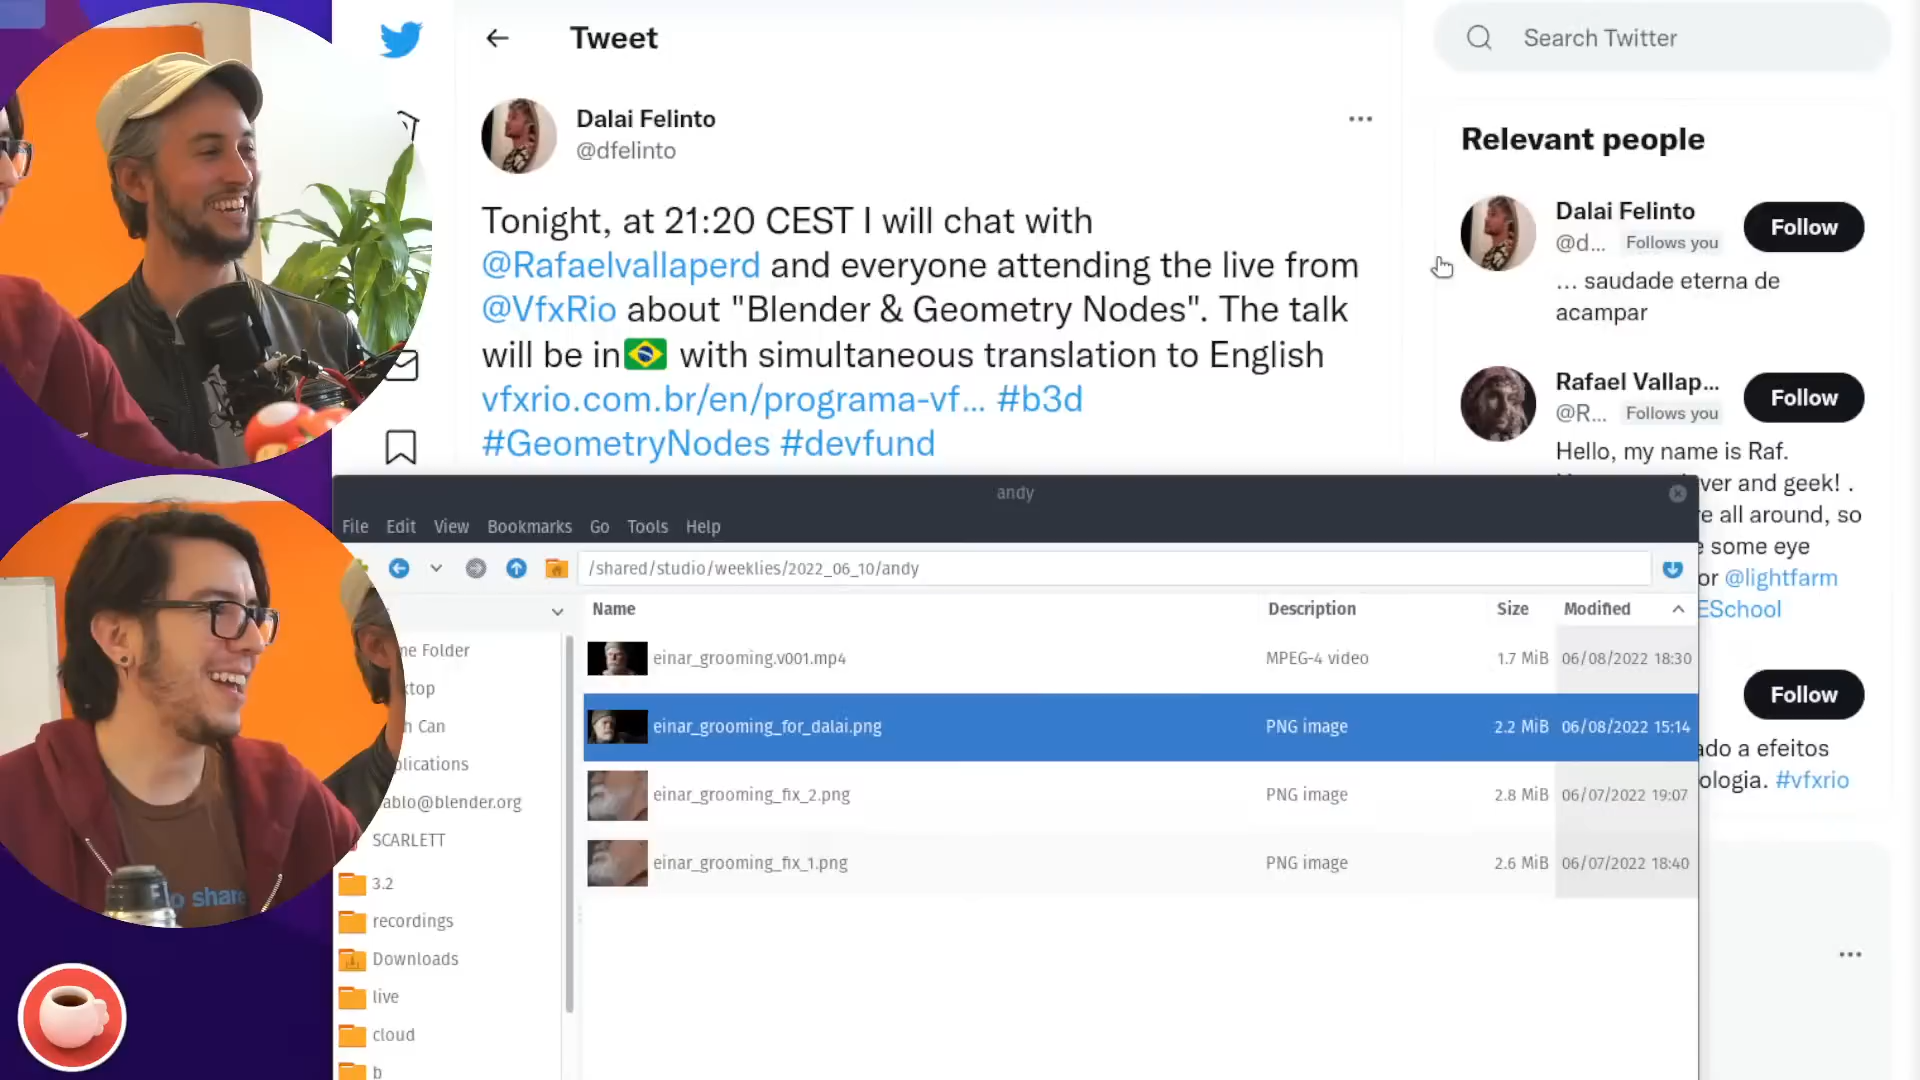 Tweet
Search Twitter
Dalai Felinto
@dfelinto
Tonight, at 21:20 CEST I will chat with
@Rafaelvallaperd and everyone attending the live from
@VfxRio about "Blender & Geometry Nodes". The talk
will be in🇧🇷 with simultaneous translation to English
vfxrio.com.br/en/programa-vf... #b3d
#GeometryNodes #devfund
Relevant people
Dalai Felinto
@d... Follows you
Follow
... saudade eterna de
acampar
Rafael Vallap...
@R... Follows you
Follow
Hello, my name is Raf.
ver and geek! .
e all around, so
e some eye
or @lightfarm
ESchool
Follow
ado a efeitos
ologia. #vfxrio
andy
File Edit View Bookmarks Go Tools Help
/shared/studio/weeklies/2022_06_10/andy
Name Description Size Modified
einar_grooming.v001.mp4 MPEG-4 video 1.7 MiB 06/08/2022 18:30
einar_grooming_for_dalai.png PNG image 2.2 MiB 06/08/2022 15:14
einar_grooming_fix_2.png PNG image 2.8 MiB 06/07/2022 19:07
einar_grooming_fix_1.png PNG image 2.6 MiB 06/07/2022 18:40
me Folder
ktop
h Can
plications
ablo@blender.org
SCARLETT
3.2
recordings
Downloads
live
cloud
b
o share